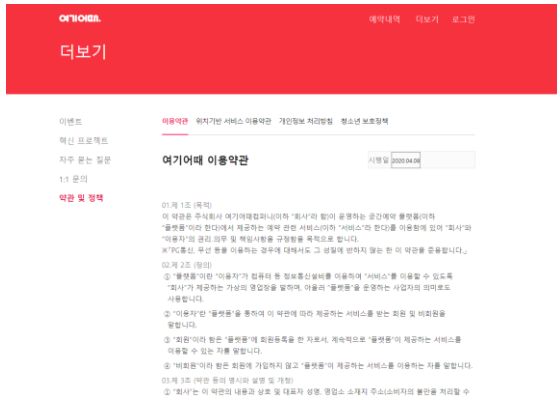 여기어때.
예약내역 더보기 로그인
더보기
이벤트
혁신 프로젝트
자주 묻는 질문
1:1 문의
약관 및 정책
이용약관 위치기반 서비스 이용약관 개인정보 처리방침 청소년 보호정책
여기어때 이용약관
시행일 2020.04.08
01.제 1조 (목적)
이 약관은 주식회사 여기어때컴퍼니(이하 "회사"라 함)이 운영하는 공간예약 플랫폼(이하
"플랫폼"이라 한다)에서 제공하는 예약 관련 서비스(이하 "서비스"라 한다)를 이용함에 있어 "회사"와
"이용자"의 권리 의무 및 책임사항을 규정함을 목적으로 합니다.
※「PC통신, 무선 등을 이용하는 경우에 대해서도 그 성질에 반하지 않는 한 이 약관을 준용합니다.」
02.제 2조 (정의)
① "플랫폼"이란 "이용자"가 컴퓨터 등 정보통신설비를 이용하여 "서비스"를 이용할 수 있도록
"회사"가 제공하는 가상의 영업장을 말하며, 아울러 "플랫폼"을 운영하는 사업자의 의미로도
사용합니다.
② "이용자"란 "플랫폼"을 통하여 이 약관에 따라 제공하는 서비스를 받는 회원 및 비회원을
말합니다.
③ "회원"이라 함은 "플랫폼"에 회원등록을 한 자로서, 계속적으로 "플랫폼"이 제공하는 서비스를
이용할 수 있는 자를 말합니다.
④ "비회원"이라 함은 회원에 가입하지 않고 "플랫폼"이 제공하는 서비스를 이용하는 자를 말합니다.
03.제 3조 (약관 등의 명시와 설명 및 개정)
① "회사"는 이 약관의 내용과 상호 및 대표자 성명, 영업소 소재지 주소(소비자의 불만을 처리할 수